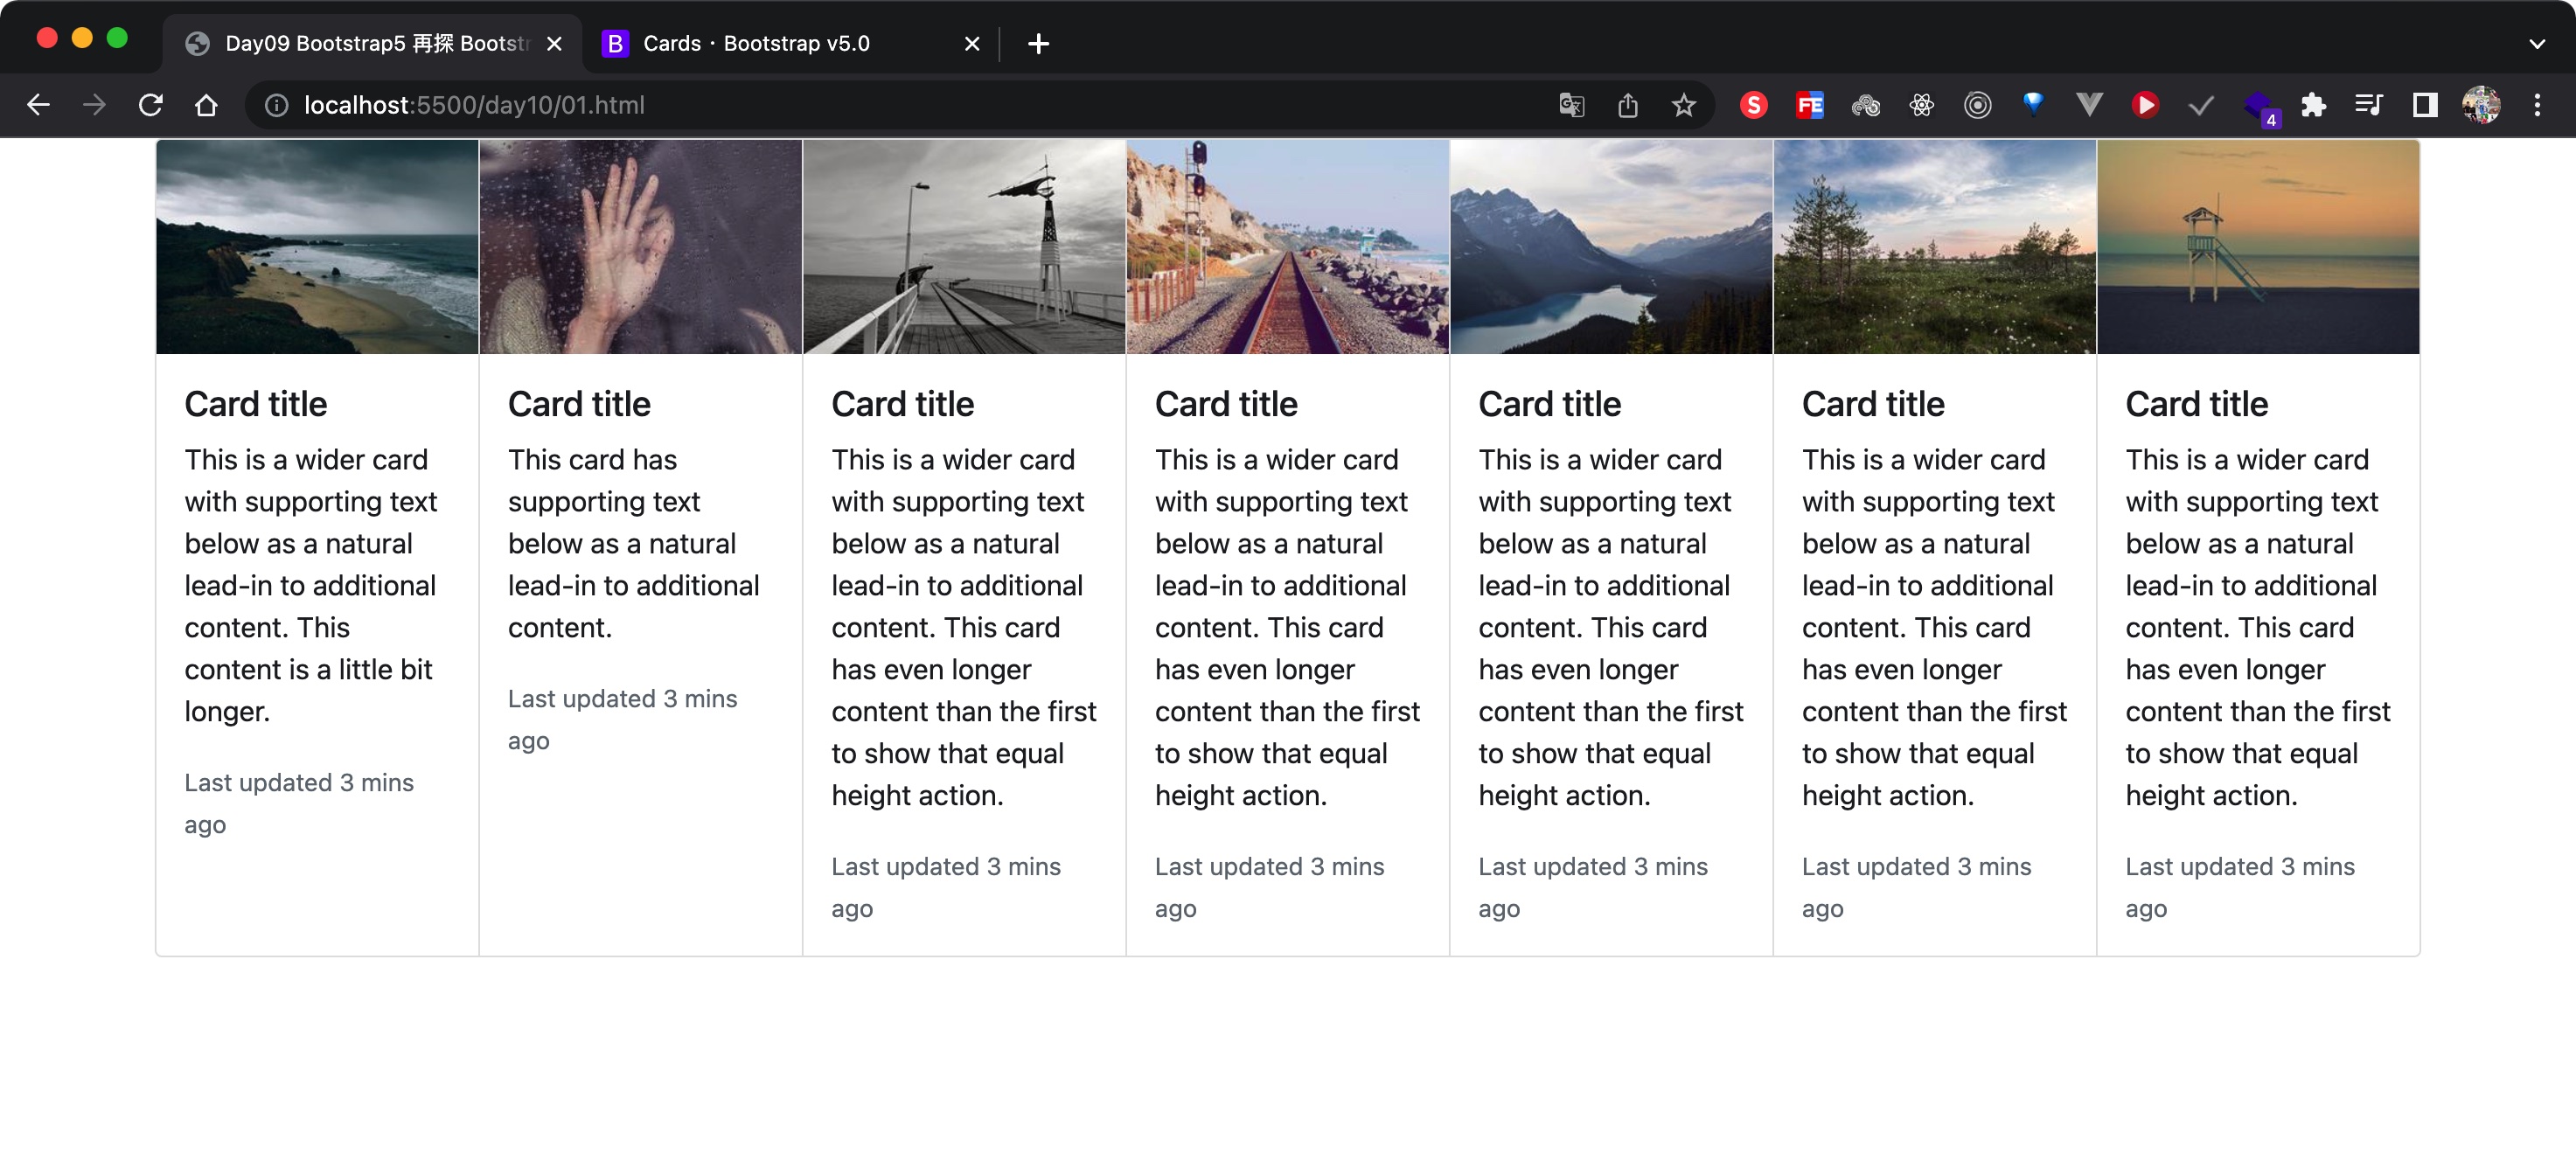 Day09 Bootstrap5 再探 Bootstr
B Cards · Bootstrap v5.0
localhost:5500/day10/01.html
S
FE
4
Card title
This is a wider card
with supporting text
below as a natural
lead-in to additional
content. This
content is a little bit
longer.
Last updated 3 mins
ago
Card title
This card has
supporting text
below as a natural
lead-in to additional
content.
Last updated 3 mins
ago
Card title
This is a wider card
with supporting text
below as a natural
lead-in to additional
content. This card
has even longer
content than the first
to show that equal
height action.
Last updated 3 mins
ago
Card title
This is a wider card
with supporting text
below as a natural
lead-in to additional
content. This card
has even longer
content than the first
to show that equal
height action.
Last updated 3 mins
ago
Card title
This is a wider card
with supporting text
below as a natural
lead-in to additional
content. This card
has even longer
content than the first
to show that equal
height action.
Last updated 3 mins
ago
Card title
This is a wider card
with supporting text
below as a natural
lead-in to additional
content. This card
has even longer
content than the first
to show that equal
height action.
Last updated 3 mins
ago
Card title
This is a wider card
with supporting text
below as a natural
lead-in to additional
content. This card
has even longer
content than the first
to show that equal
height action.
Last updated 3 mins
ago